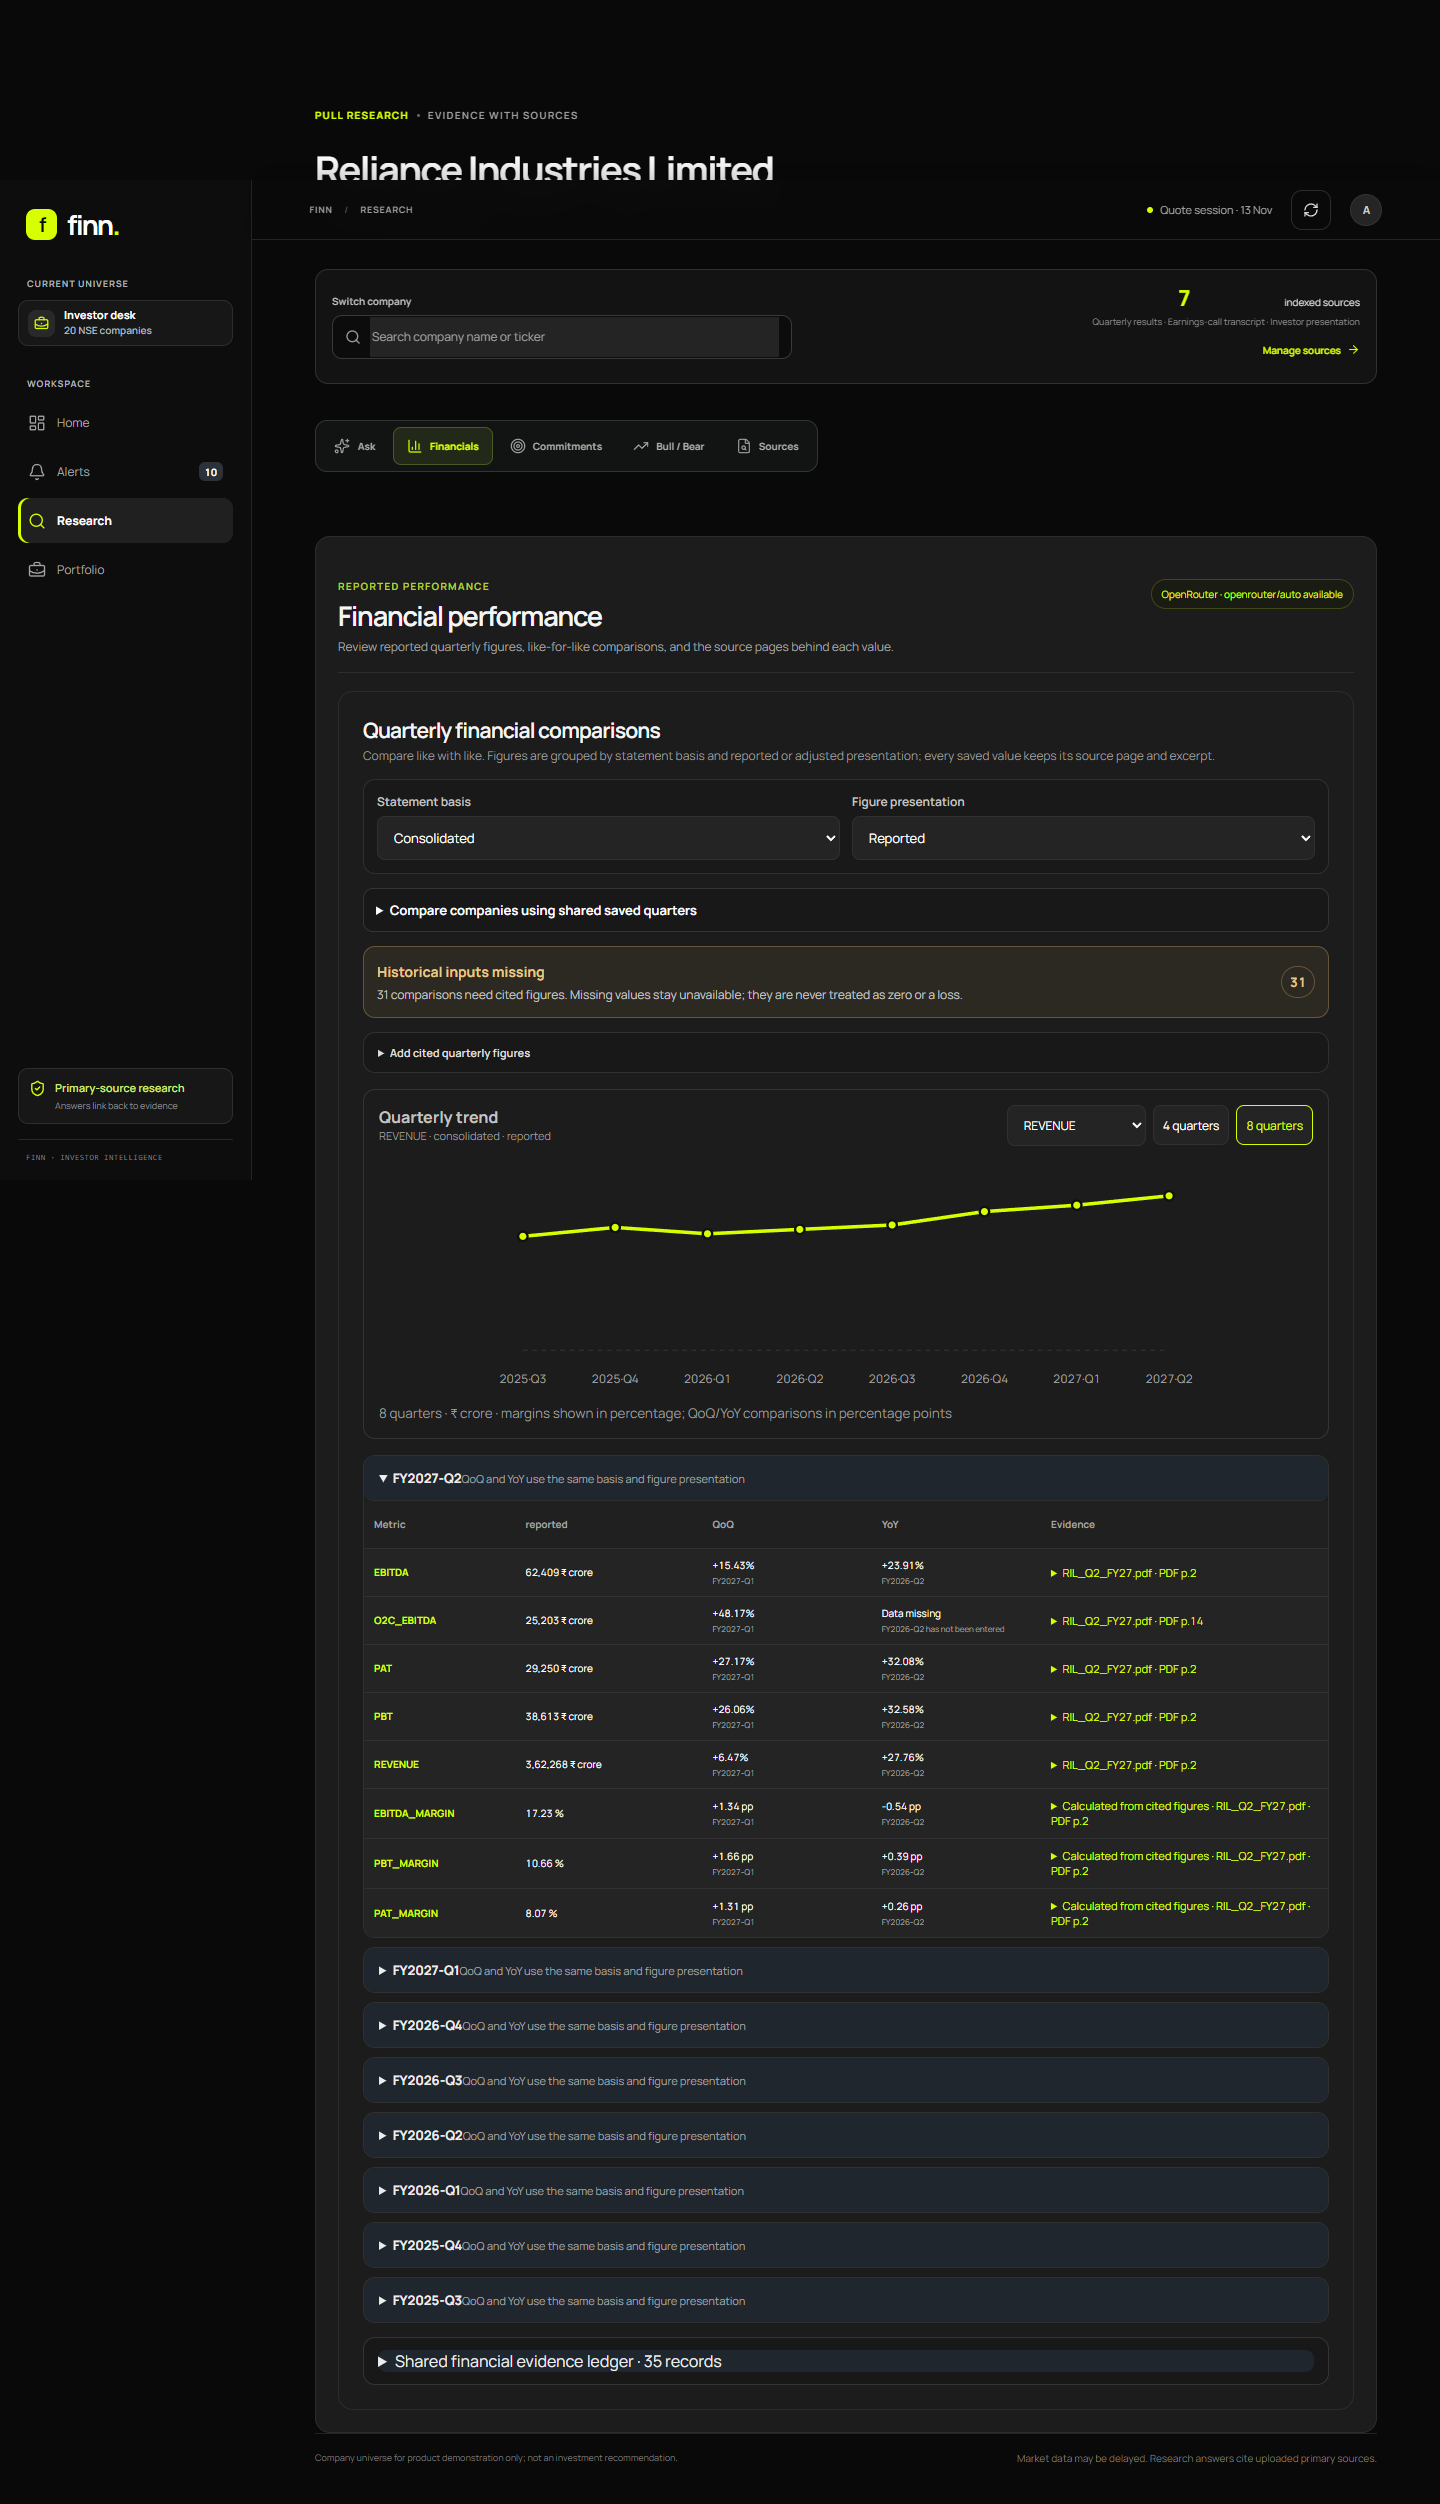 PULL RESEARCH • EVIDENCE WITH SOURCES
Reliance Industries Limited
f finn.
FINN / RESEARCH
Quote session · 13 Nov
A
CURRENT UNIVERSE
Investor desk
20 NSE companies
WORKSPACE
Home
Alerts 10
Research
Portfolio
Primary-source research
Answers link back to evidence
FINN · INVESTOR INTELLIGENCE
Switch company
Search company name or ticker
7 indexed sources
Quarterly results · Earnings-call transcript · Investor presentation
Manage sources →
Ask
Financials
Commitments
Bull / Bear
Sources
REPORTED PERFORMANCE
Financial performance
Review reported quarterly figures, like-for-like comparisons, and the source pages behind each value.
OpenRouter · openrouter/auto available
Quarterly financial comparisons
Compare like with like. Figures are grouped by statement basis and reported or adjusted presentation; every saved value keeps its source page and excerpt.
Statement basis
Consolidated
Figure presentation
Reported
▶ Compare companies using shared saved quarters
Historical inputs missing
31 comparisons need cited figures. Missing values stay unavailable; they are never treated as zero or a loss.
31
▶ Add cited quarterly figures
Quarterly trend
REVENUE · consolidated · reported
REVENUE
4 quarters
8 quarters
2025-Q3 2025-Q4 2026-Q1 2026-Q2 2026-Q3 2026-Q4 2027-Q1 2027-Q2
8 quarters · ₹ crore · margins shown in percentage; QoQ/YoY comparisons in percentage points
▼ FY2027-Q2QoQ and YoY use the same basis and figure presentation
Metric reported QoQ YoY Evidence
EBITDA 62,409 ₹ crore +15.43% +23.91% ▶ RIL_Q2_FY27.pdf · PDF p.2
FY2027-Q1 FY2026-Q2
O2C_EBITDA 25,203 ₹ crore +48.17% Data missing ▶ RIL_Q2_FY27.pdf · PDF p.14
FY2027-Q1 FY2026-Q2 has not been entered
PAT 29,250 ₹ crore +27.17% +32.08% ▶ RIL_Q2_FY27.pdf · PDF p.2
FY2027-Q1 FY2026-Q2
PBT 38,613 ₹ crore +26.06% +32.58% ▶ RIL_Q2_FY27.pdf · PDF p.2
FY2027-Q1 FY2026-Q2
REVENUE 3,62,268 ₹ crore +6.47% +27.76% ▶ RIL_Q2_FY27.pdf · PDF p.2
FY2027-Q1 FY2026-Q2
EBITDA_MARGIN 17.23 % +1.34 pp -0.54 pp ▶ Calculated from cited figures · RIL_Q2_FY27.pdf ·
FY2027-Q1 FY2026-Q2 PDF p.2
PBT_MARGIN 10.66 % +1.66 pp +0.39 pp ▶ Calculated from cited figures · RIL_Q2_FY27.pdf ·
FY2027-Q1 FY2026-Q2 PDF p.2
PAT_MARGIN 8.07 % +1.31 pp +0.26 pp ▶ Calculated from cited figures · RIL_Q2_FY27.pdf ·
FY2027-Q1 FY2026-Q2 PDF p.2
▶ FY2027-Q1QoQ and YoY use the same basis and figure presentation
▶ FY2026-Q4QoQ and YoY use the same basis and figure presentation
▶ FY2026-Q3QoQ and YoY use the same basis and figure presentation
▶ FY2026-Q2QoQ and YoY use the same basis and figure presentation
▶ FY2026-Q1QoQ and YoY use the same basis and figure presentation
▶ FY2025-Q4QoQ and YoY use the same basis and figure presentation
▶ FY2025-Q3QoQ and YoY use the same basis and figure presentation
▶ Shared financial evidence ledger · 35 records
Company universe for product demonstration only; not an investment recommendation.
Market data may be delayed. Research answers cite uploaded primary sources.